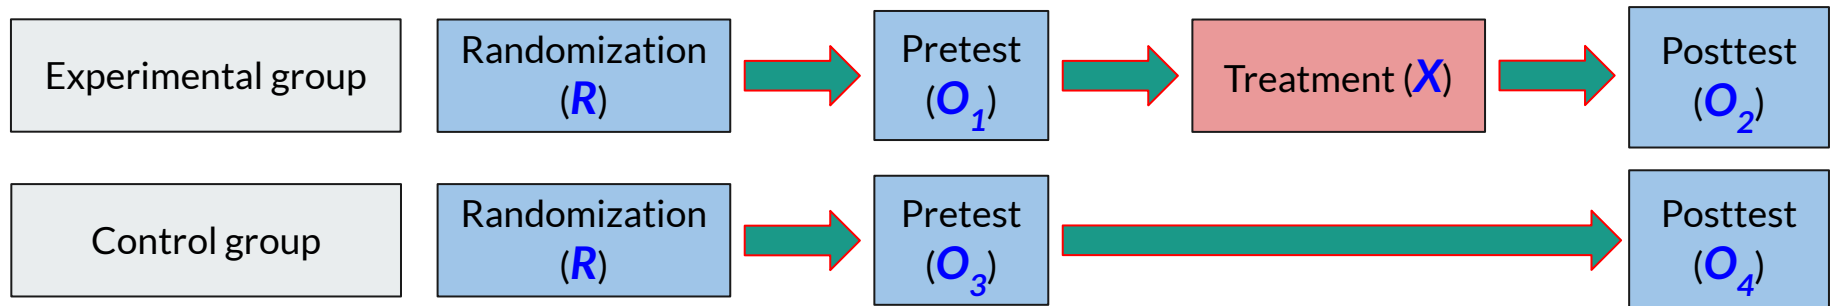 Experimental group
Randomization
(R)
Pretest
(O1)
Treatment (X)
Posttest
(O2)
Control group
Randomization
(R)
Pretest
(O3)
Posttest
(O4)